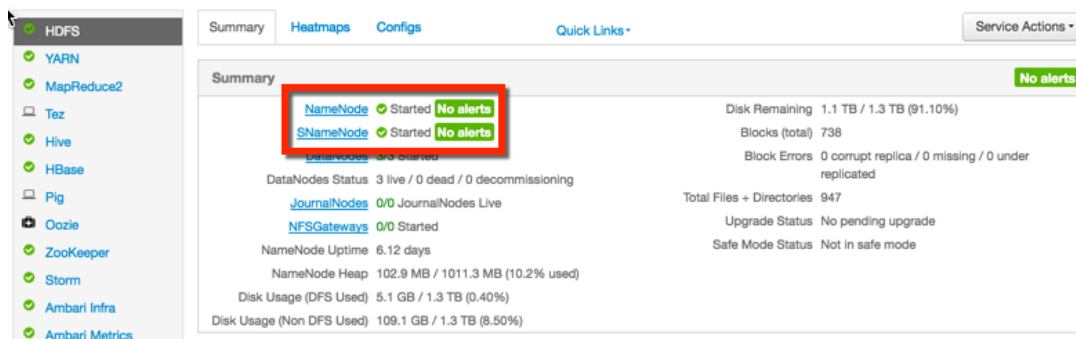 HDFS
YARN
MapReduce2
Tez
Hive
HBase
Pig
Oozie
ZooKeeper
Storm
Ambari Infra
Ambari Metrics
Summary Heatmaps Configs Quick Links Service Actions
Summary No alerts
NameNode Started No alerts
SNameNode Started No alerts
DataNodes 3/3 Started
DataNodes Status 3 live / 0 dead / 0 decommissioning
JournalNodes 0/0 JournalNodes Live
NFSGateways 0/0 Started
NameNode Uptime 6.12 days
NameNode Heap 102.9 MB / 1011.3 MB (10.2% used)
Disk Usage (DFS Used) 5.1 GB / 1.3 TB (0.40%)
Disk Usage (Non DFS Used) 109.1 GB / 1.3 TB (8.50%)
Disk Remaining 1.1 TB / 1.3 TB (91.10%)
Blocks (total) 738
Block Errors 0 corrupt replica / 0 missing / 0 under
replicated
Total Files + Directories 947
Upgrade Status No pending upgrade
Safe Mode Status Not in safe mode